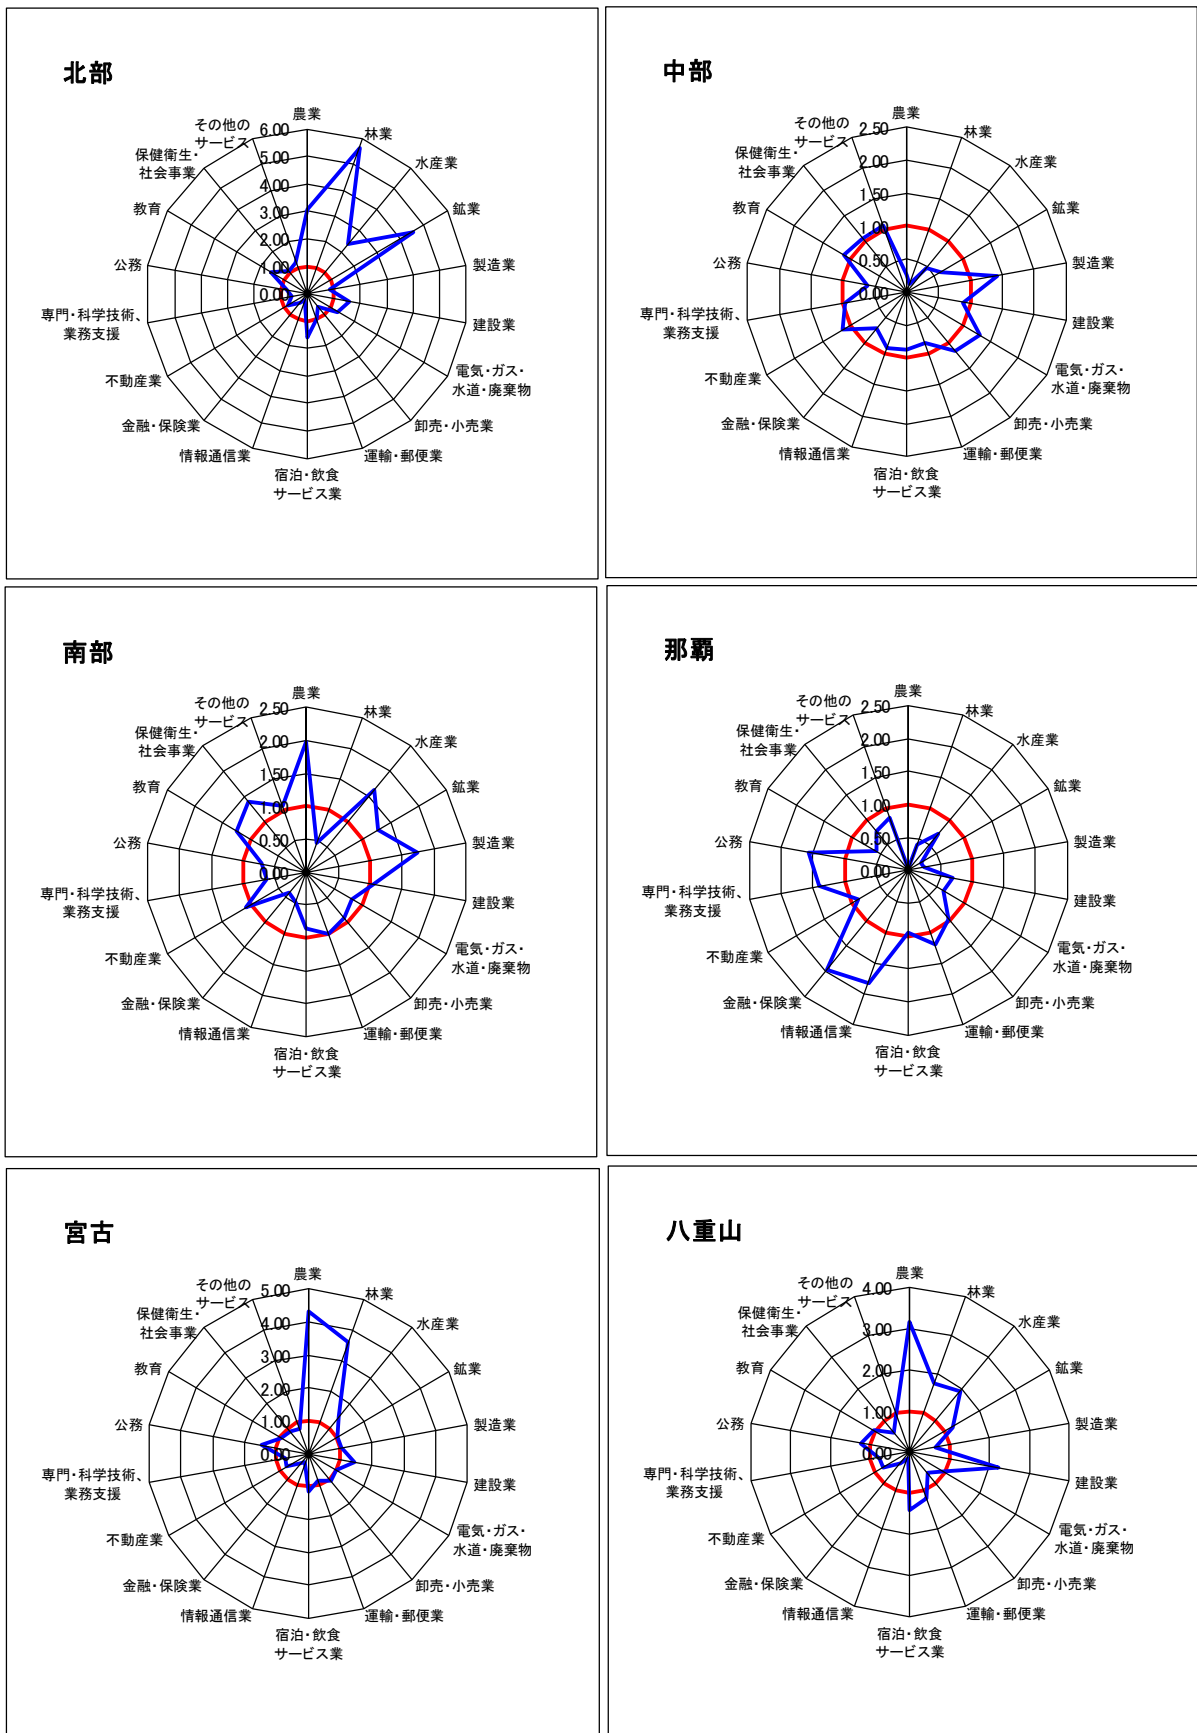 北部
農業
林業
水産業
鉱業
製造業
建設業
電気・ガス・
水道・廃棄物
卸売・小売業
運輸・郵便業
宿泊・飲食
サービス業
情報通信業
金融・保険業
不動産業
専門・科学技術、
業務支援
公務
教育
保健衛生・
社会事業
その他の
サービス
6.00
5.00
4.00
3.00
2.00
1.00
0.00
中部
農業
林業
水産業
鉱業
製造業
建設業
電気・ガス・
水道・廃棄物
卸売・小売業
運輸・郵便業
宿泊・飲食
サービス業
情報通信業
金融・保険業
不動産業
専門・科学技術、
業務支援
公務
教育
保健衛生・
社会事業
その他の
サービス
2.50
2.00
1.50
1.00
0.50
0.00
南部
農業
林業
水産業
鉱業
製造業
建設業
電気・ガス・
水道・廃棄物
卸売・小売業
運輸・郵便業
宿泊・飲食
サービス業
情報通信業
金融・保険業
不動産業
専門・科学技術、
業務支援
公務
教育
保健衛生・
社会事業
その他の
サービス
2.50
2.00
1.50
1.00
0.50
0.00
那覇
農業
林業
水産業
鉱業
製造業
建設業
電気・ガス・
水道・廃棄物
卸売・小売業
運輸・郵便業
宿泊・飲食
サービス業
情報通信業
金融・保険業
不動産業
専門・科学技術、
業務支援
公務
教育
保健衛生・
社会事業
その他の
サービス
2.50
2.00
1.50
1.00
0.50
0.00
宮古
農業
林業
水産業
鉱業
製造業
建設業
電気・ガス・
水道・廃棄物
卸売・小売業
運輸・郵便業
宿泊・飲食
サービス業
情報通信業
金融・保険業
不動産業
専門・科学技術、
業務支援
公務
教育
保健衛生・
社会事業
その他の
サービス
5.00
4.00
3.00
2.00
1.00
0.00
八重山
農業
林業
水産業
鉱業
製造業
建設業
電気・ガス・
水道・廃棄物
卸売・小売業
運輸・郵便業
宿泊・飲食
サービス業
情報通信業
金融・保険業
不動産業
専門・科学技術、
業務支援
公務
教育
保健衛生・
社会事業
その他の
サービス
4.00
3.00
2.00
1.00
0.00